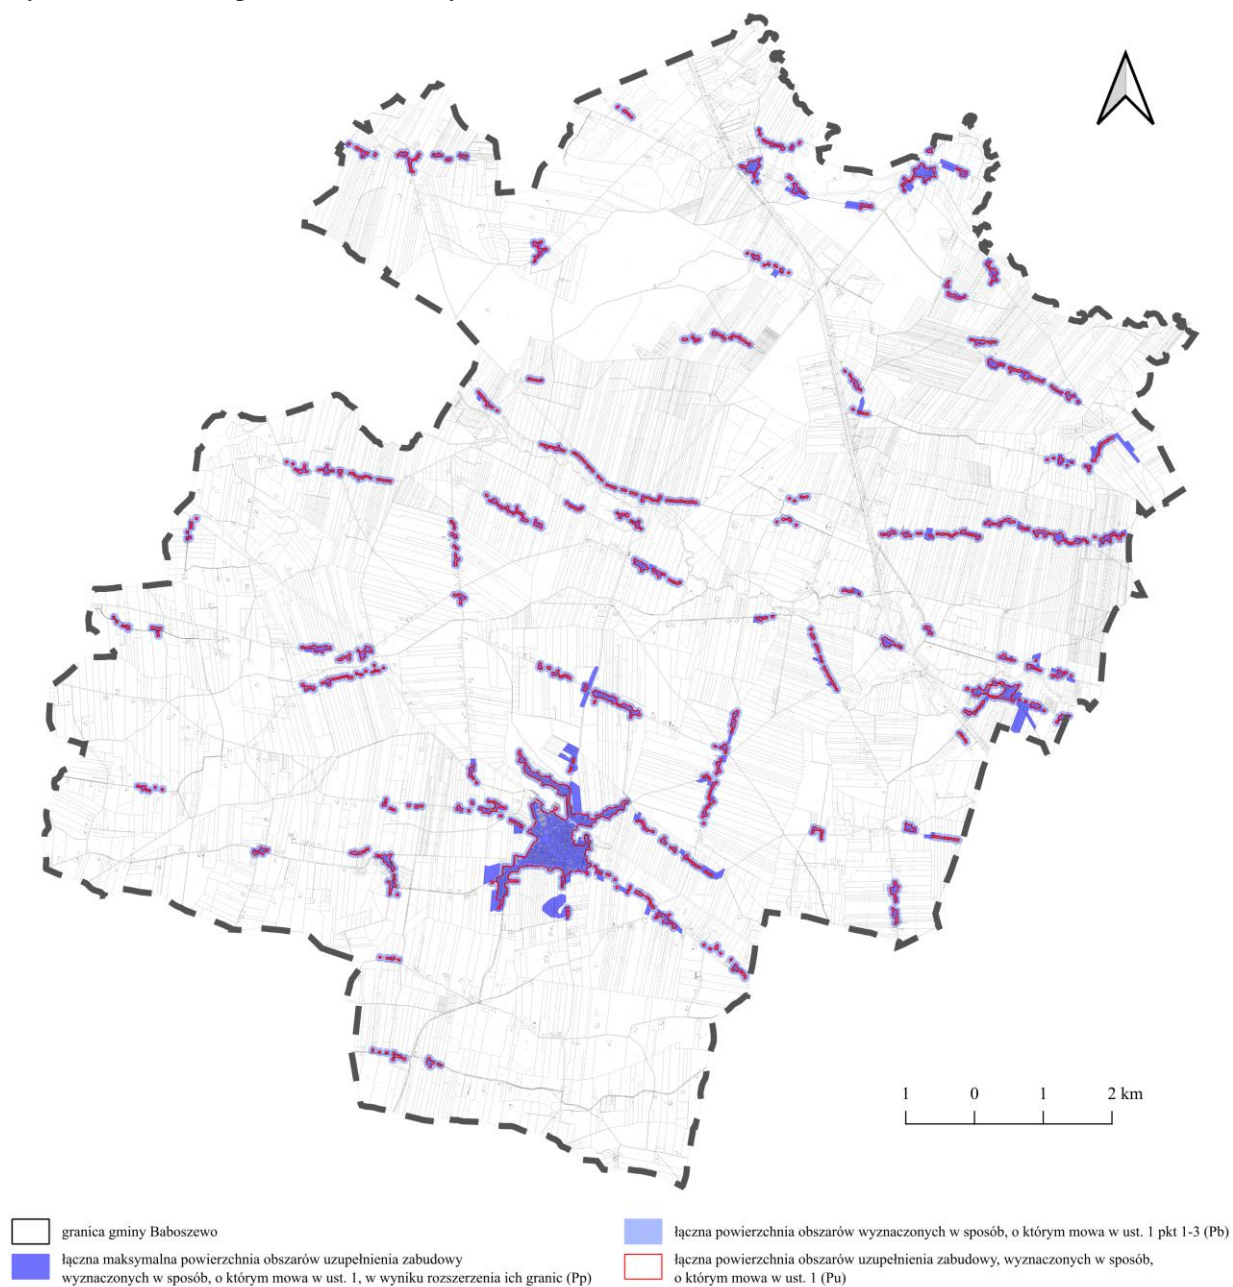 1 0 1 2 km
granica gminy Baboszewo
łączna maksymalna powierzchnia obszarów uzupełnienia zabudowy
wyznaczonych w sposób, o którym mowa w ust. 1, w wyniku rozszerzenia ich granic (Pp)
łączna powierzchnia obszarów wyznaczonych w sposób, o którym mowa w ust. 1 pkt 1-3 (Pb)
łączna powierzchnia obszarów uzupełnienia zabudowy, wyznaczonych w sposób,
o którym mowa w ust. 1 (Pu)